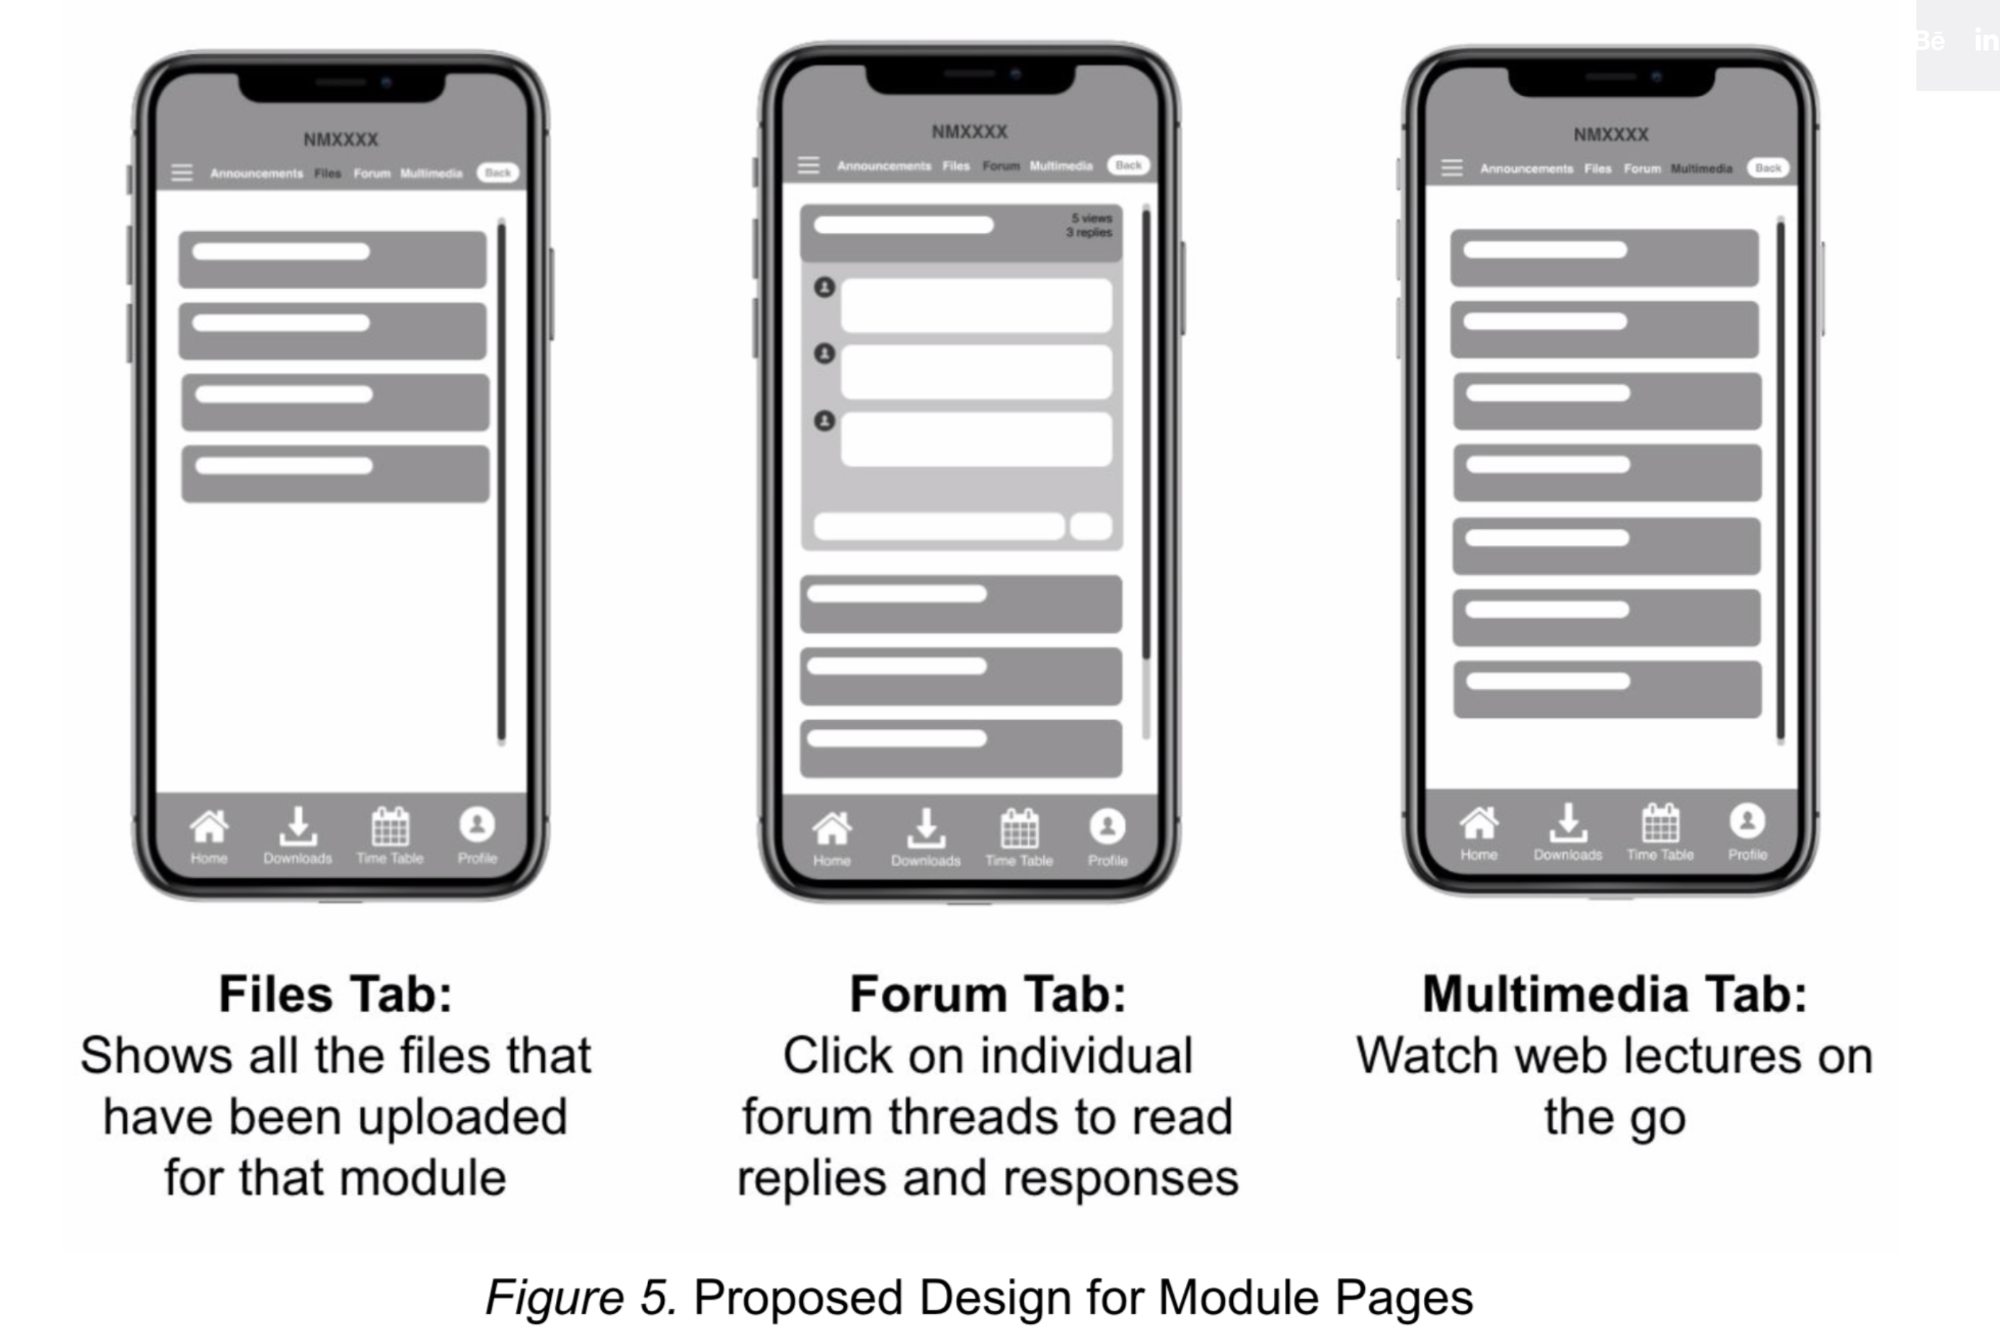 Bē in
NMXXXX
Announcements Files Forum Multimedia Back
Home Downloads Time Table Profile
NMXXXX
Announcements Files Forum Multimedia Back
5 views
3 replies
Home Downloads Time Table Profile
NMXXXX
Announcements Files Forum Multimedia Back
Home Downloads Time Table Profile
Files Tab:
Shows all the files that
have been uploaded
for that module
Forum Tab:
Click on individual
forum threads to read
replies and responses
Multimedia Tab:
Watch web lectures on
the go
Figure 5. Proposed Design for Module Pages